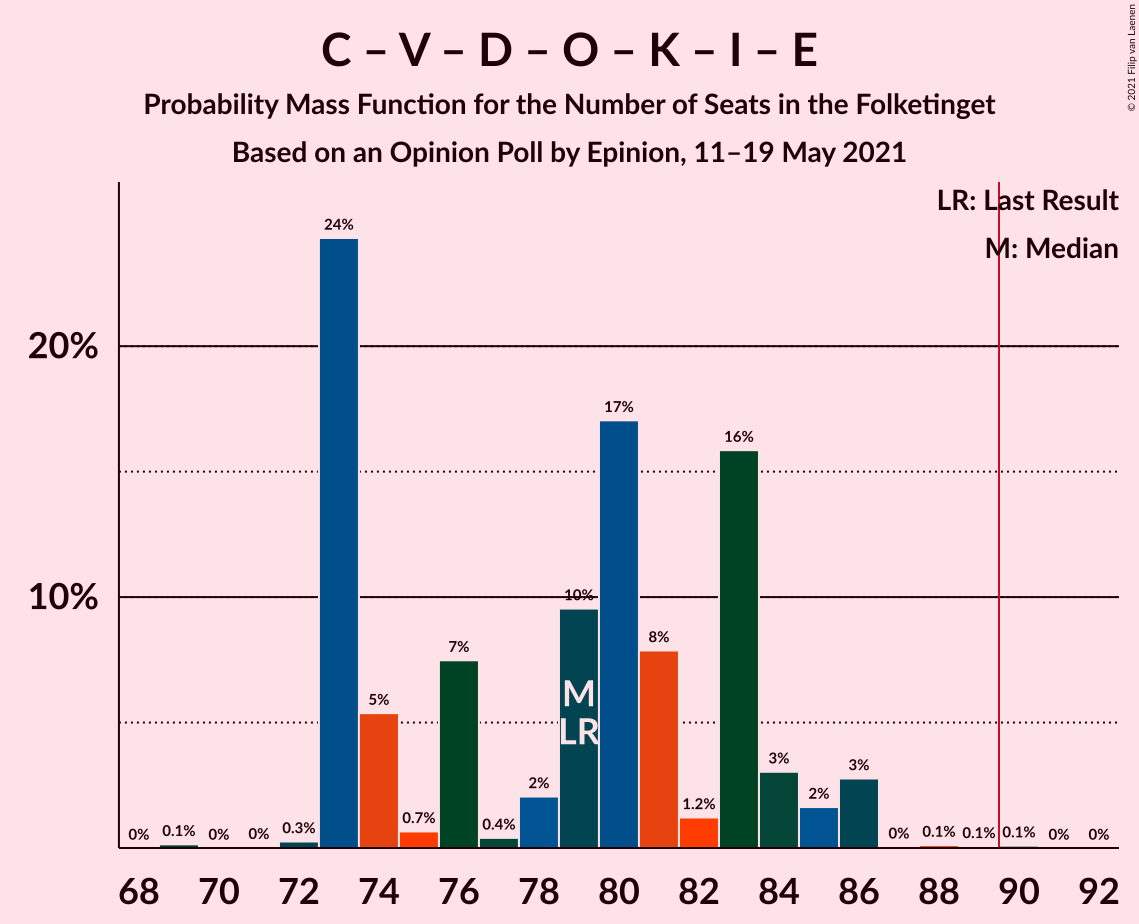 C – V – D – O – K – I – E
Probability Mass Function for the Number of Seats in the Folketinget
Based on an Opinion Poll by Epinion, 11–19 May 2021
© 2021 Filip van Laenen
LR: Last Result
M: Median
20%
10%
0% 0.1% 0% 0% 0.3% 24% 5% 0.7% 7% 0.4% 2% 10% 17% 8% 1.2% 16% 3% 2% 3% 0% 0.1% 0.1% 0.1% 0% 0%
M
LR
68 70 72 74 76 78 80 82 84 86 88 90 92